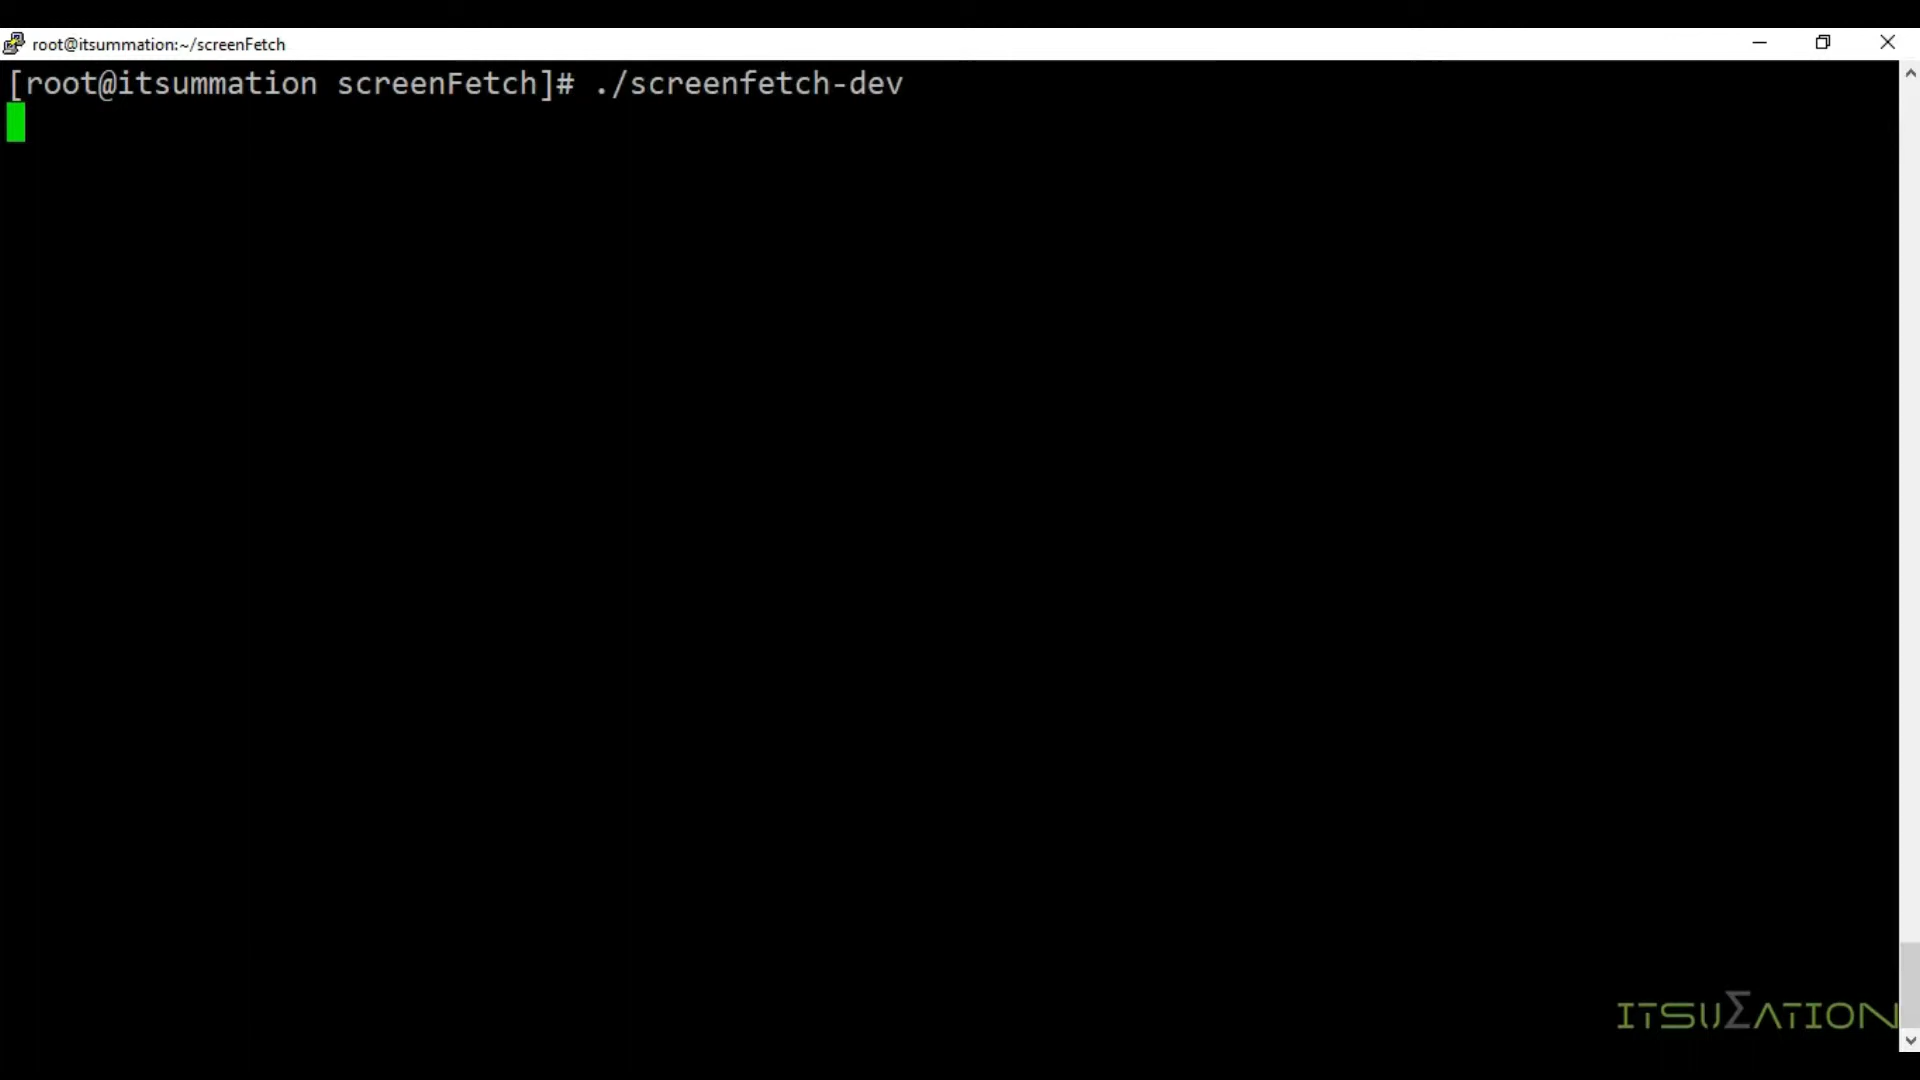 root@itsummation:~/screenFetch
[root@itsummation screenFetch]# ./screenfetch-dev
ITSUΣATION